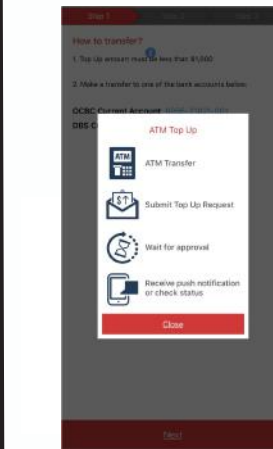 Step 1
How to transfer?
1. Top Up amount must be less than $1,000
2. Make a transfer to one of the bank accounts below.
OCBC Current Account
DBS C
ATM Top Up
ATM
ATM Transfer
Submit Top Up Request
Wait for approval
Receive push notification
or check status
Close
Next